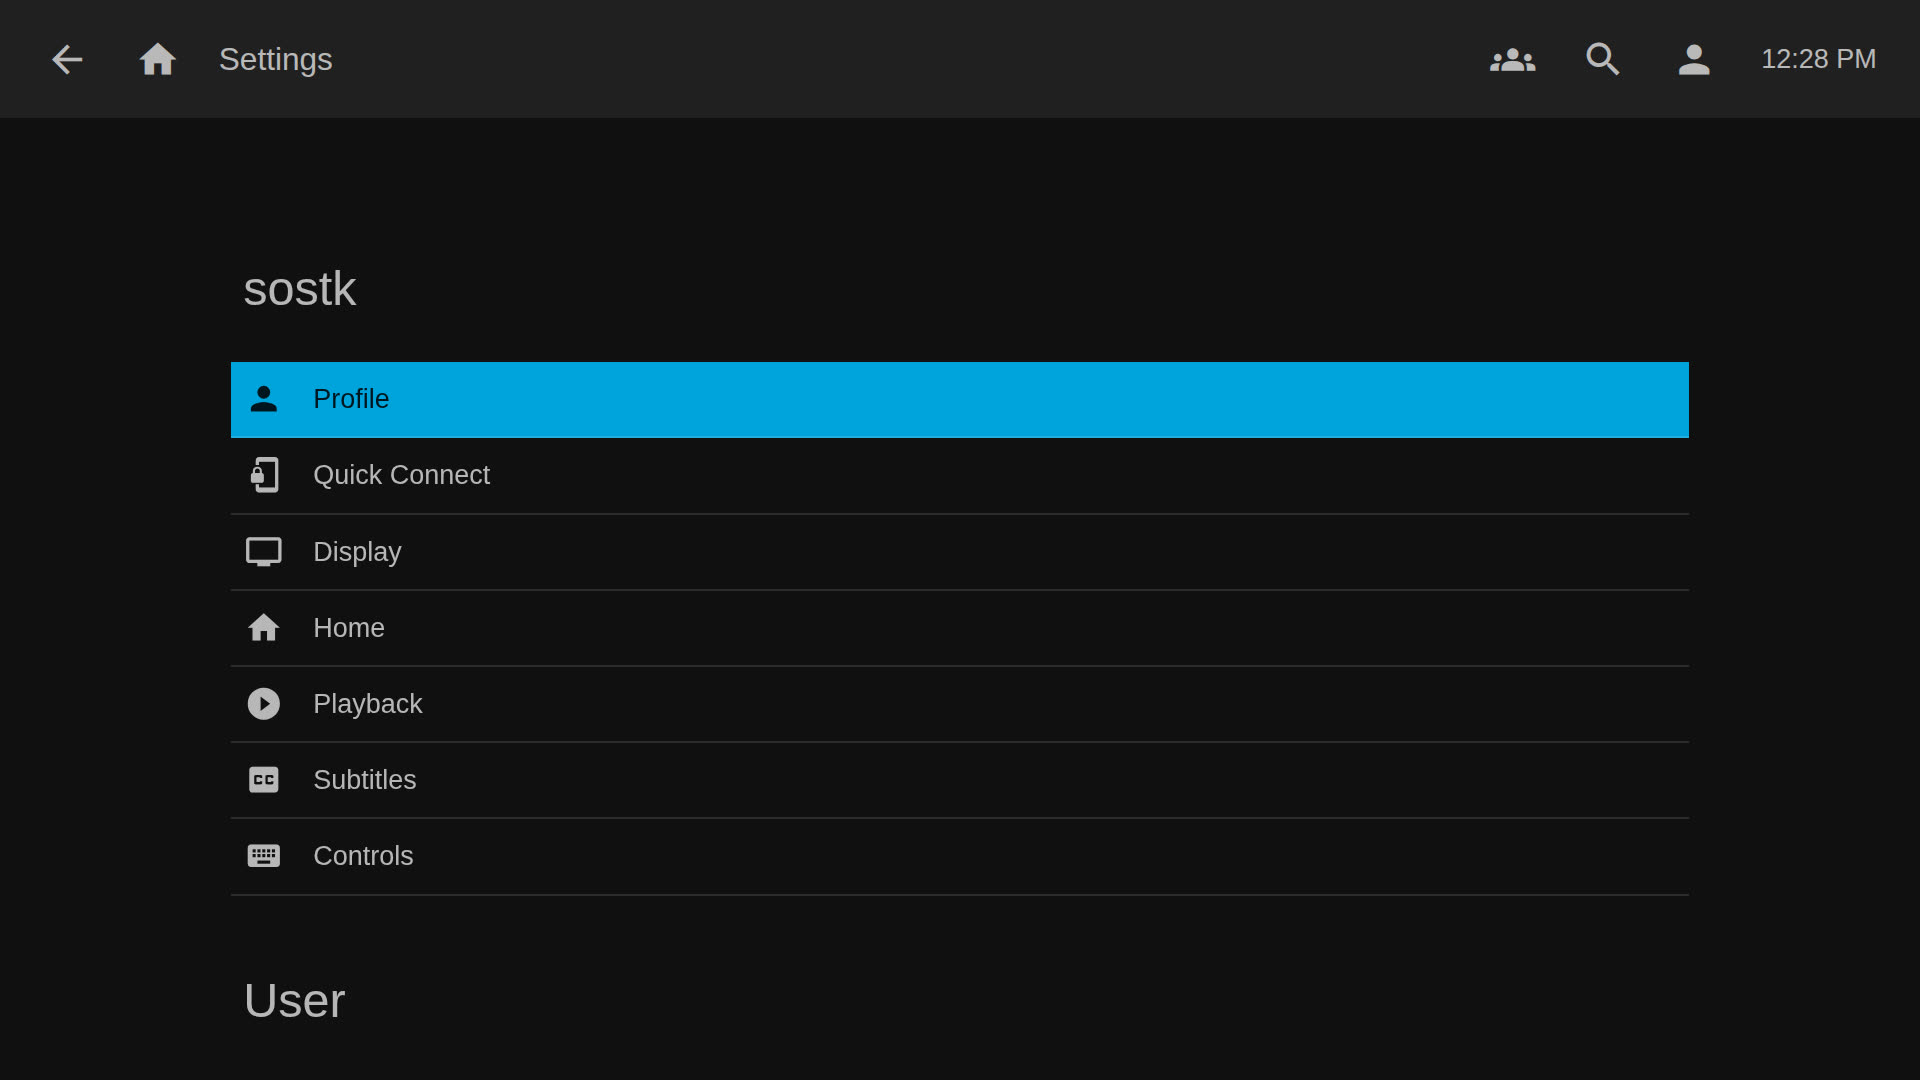 Settings
12:28 PM
sostk
Profile
Quick Connect
Display
Home
Playback
Subtitles
Controls
User